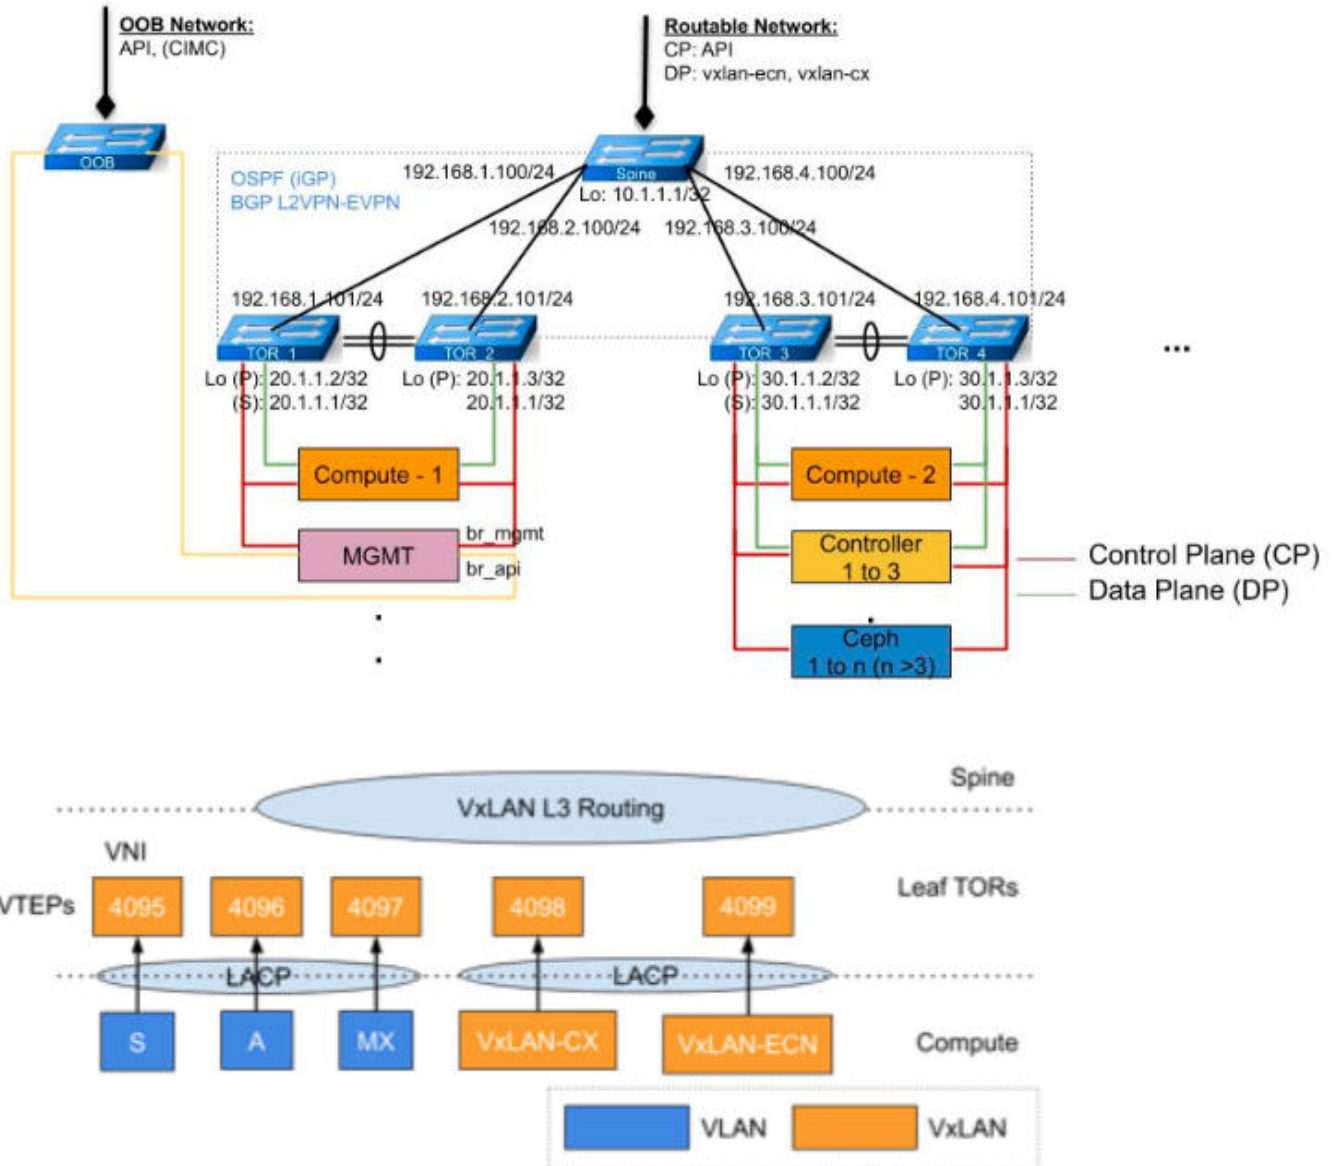 OOB Network:
API, (CIMC)
Routable Network:
CP: API
DP: vxlan-ecn, vxlan-cx
OOB
Spine
OSPF (iGP)
BGP L2VPN-EVPN
192.168.1.100/24
192.168.4.100/24
Lo: 10.1.1.1/32
192.168.2.100/24
192.168.3.100/24
192.168.1.101/24
192.168.2.101/24
192.168.3.101/24
192.168.4.101/24
TOR_1
TOR_2
TOR_3
TOR_4
...
Lo (P): 20.1.1.2/32
(S): 20.1.1.1/32
Lo (P): 20.1.1.3/32
20.1.1.1/32
Lo (P): 30.1.1.2/32
(S): 30.1.1.1/32
Lo (P): 30.1.1.3/32
30.1.1.1/32
Compute - 1
Compute - 2
MGMT
br_mgmt
br_api
Controller
1 to 3
Control Plane (CP)
Data Plane (DP)
Ceph
1 to n (n >3)
Spine
VxLAN L3 Routing
VNI
VTEPs
4095
4096
4097
4098
4099
Leaf TORs
LACP
LACP
S
A
MX
VxLAN-CX
VxLAN-ECN
Compute
VLAN
VxLAN